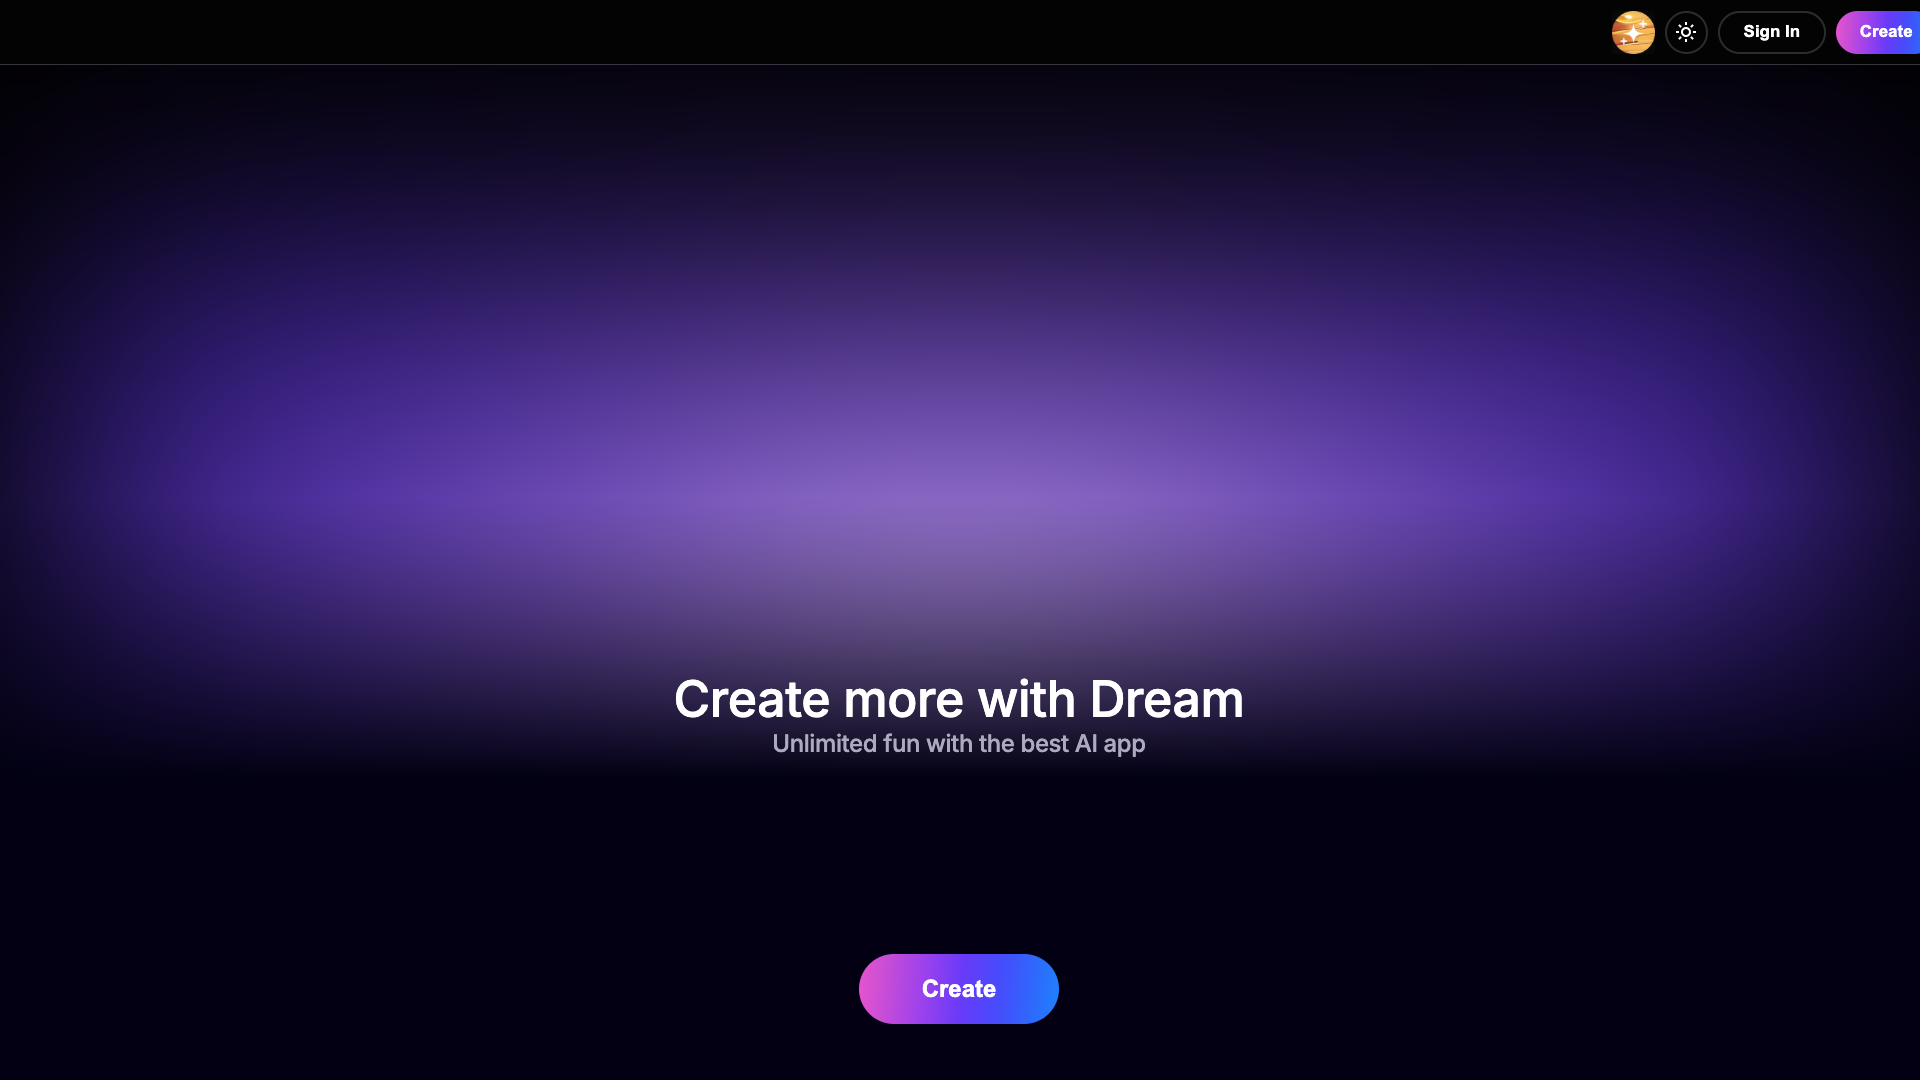 Sign In
Create
Create more with Dream
Unlimited fun with the best AI app
Create